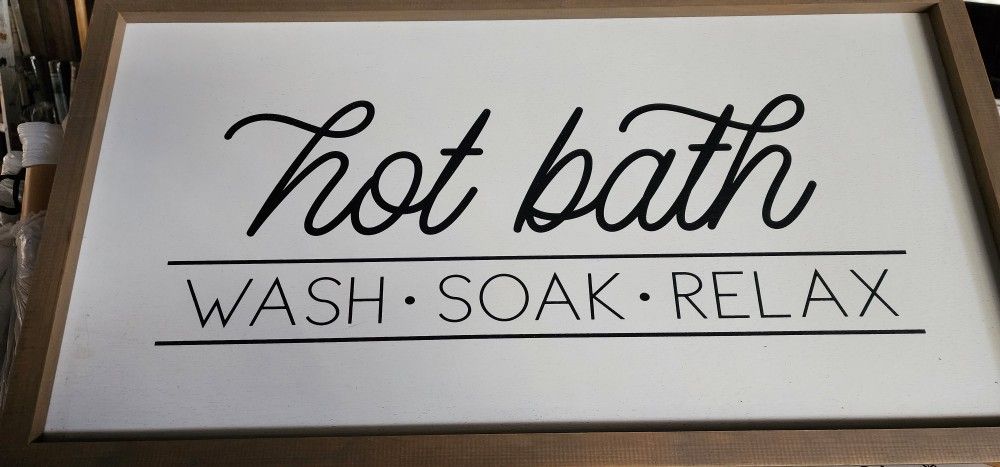 hot bath
WASH • SOAK • RELAX